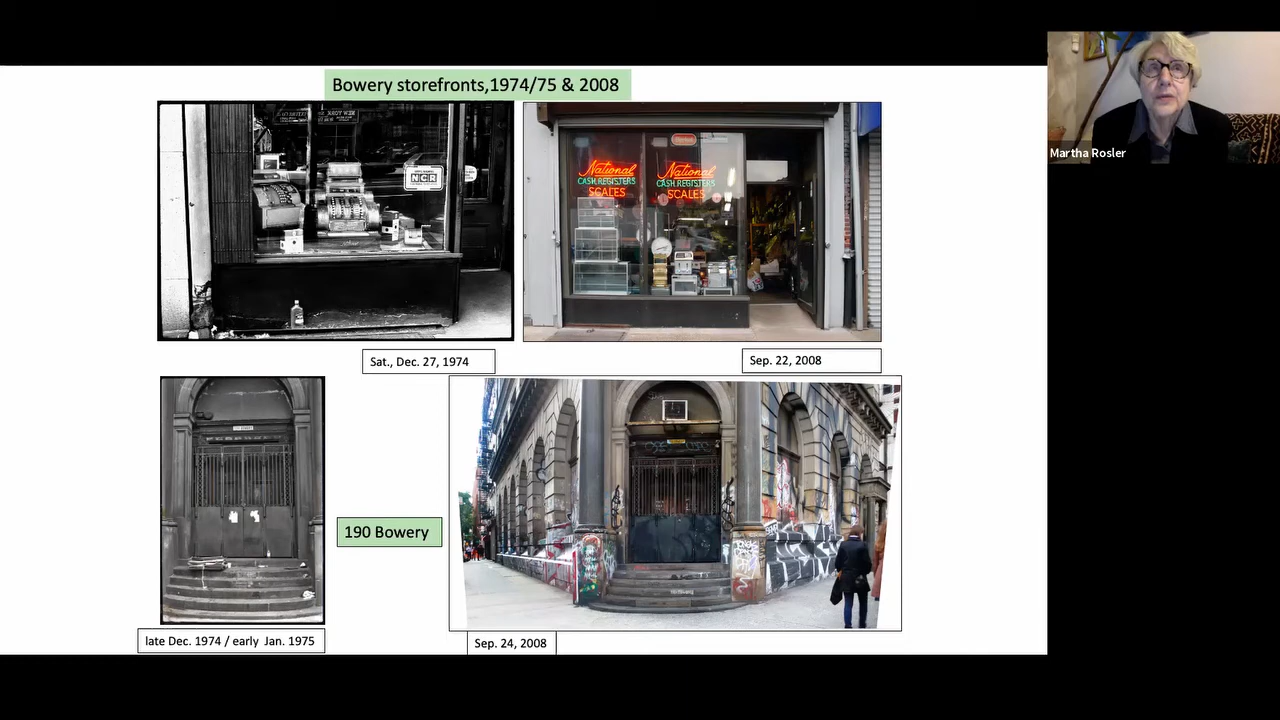 Bowery storefronts,1974/75 & 2008
NCR
National
CASH REGISTERS
SCALES
National
CASH REGISTERS
SCALES
Sat., Dec. 27, 1974
Sep. 22, 2008
190 Bowery
late Dec. 1974 / early Jan. 1975
Sep. 24, 2008
Martha Rosler